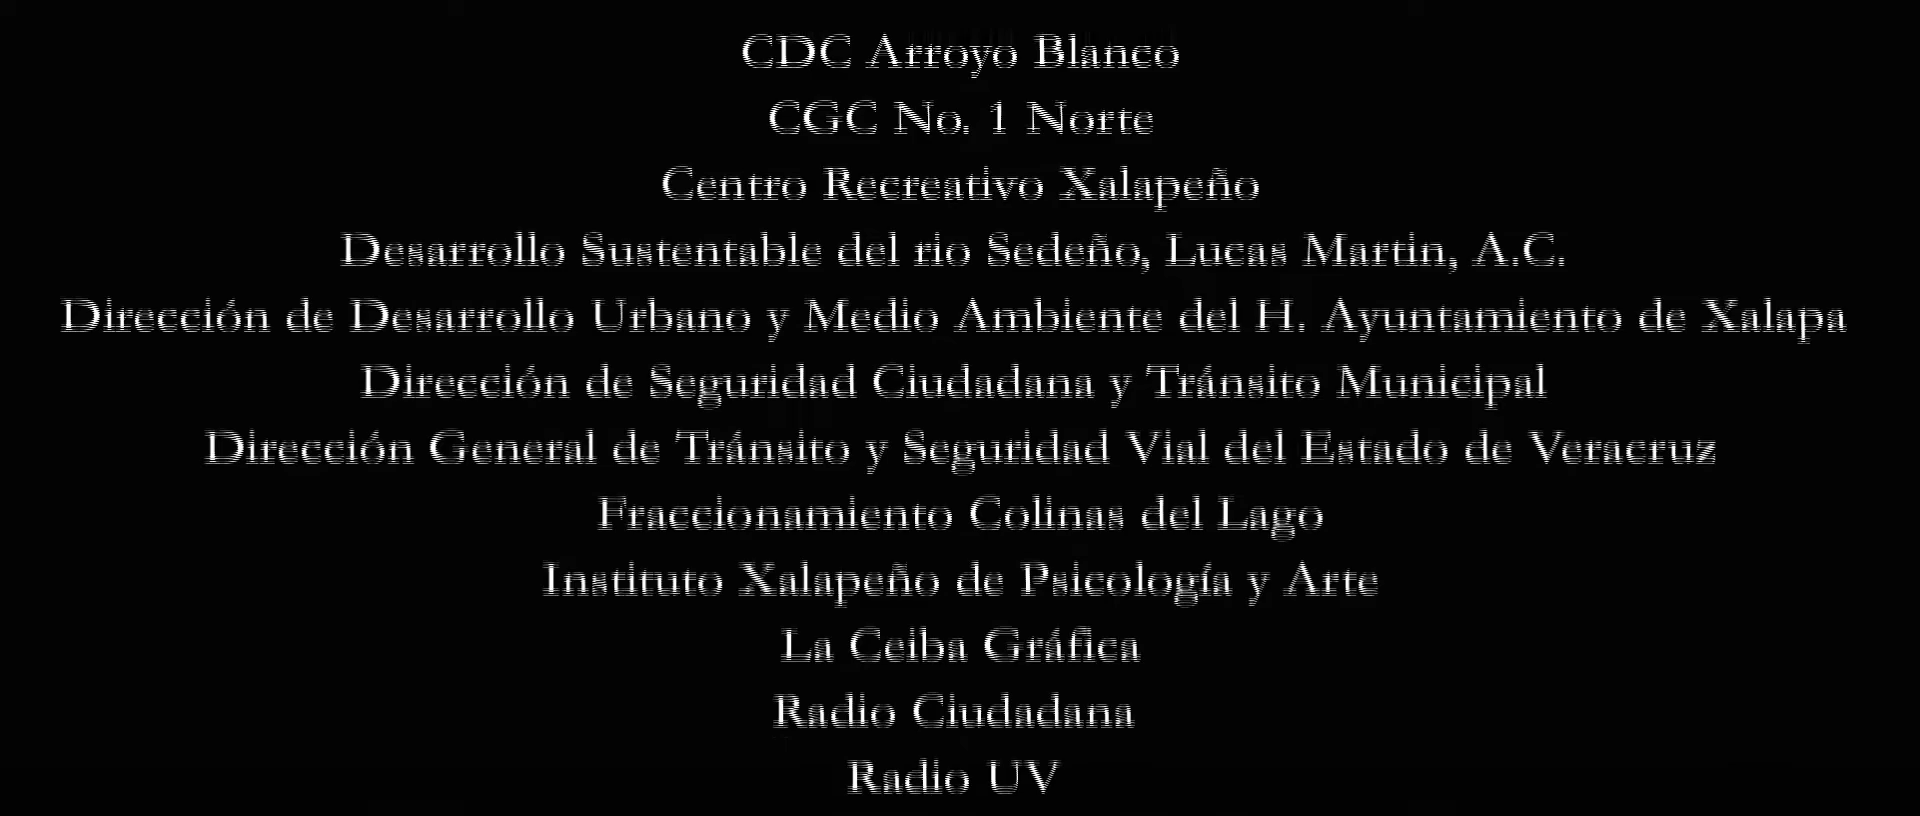 CDC Arroyo Blanco
CGC No. 1 Norte
Centro Recreativo Xalapeño
Desarrollo Sustentable del rio Sedeño, Lucas Martin, A.C.
Dirección de Desarrollo Urbano y Medio Ambiente del H. Ayuntamiento de Xalapa
Dirección de Seguridad Ciudadana y Tránsito Municipal
Dirección General de Tránsito y Seguridad Vial del Estado de Veracruz
Fraccionamiento Colinas del Lago
Instituto Xalapeño de Psicología y Arte
La Ceiba Gráfica
Radio Ciudadana
Radio UV